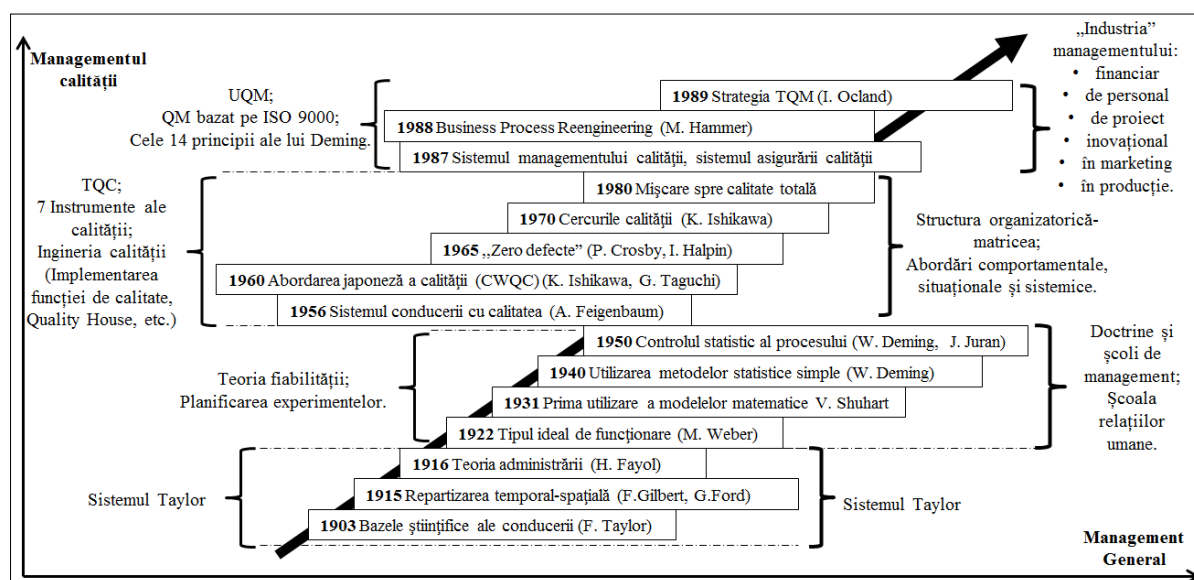 Managementul
calității
UQM;
QM bazat pe ISO 9000;
Cele 14 principii ale lui Deming.
TQC;
7 Instrumente ale
calității;
Ingineria calității
(Implementarea
funcției de calitate,
Quality House, etc.)
Teoria fiabilității;
Planificarea experimentelor.
Sistemul Taylor
1989 Strategia TQM (I. Ocland)
1988 Business Process Reengineering (M. Hammer)
1987 Sistemul managementului calității, sistemul asigurării calității
1980 Mişcare spre calitate totală
1970 Cercurile calității (K. Ishikawa)
1965 „Zero defecte” (P. Crosby, I. Halpin)
1960 Abordarea japoneză a calității (CWQC) (K. Ishikawa, G. Taguchi)
1956 Sistemul conducerii cu calitatea (A. Feigenbaum)
1950 Controlul statistic al procesului (W. Deming, J. Juran)
1940 Utilizarea metodelor statistice simple (W. Deming)
1931 Prima utilizare a modelelor matematice V. Shuhart
1922 Tipul ideal de funcționare (M. Weber)
1916 Teoria administrării (H. Fayol)
1915 Repartizarea temporal-spațială (F.Gilbert, G.Ford)
1903 Bazele ştiințifice ale conducerii (F. Taylor)
„Industria”
managementului:
• financiar
• de personal
• de proiect
• inovațional
• în marketing
• în producție.
Structura organizatorică-
matricea;
Abordări comportamentale,
situaționale și sistemice.
Doctrine și
școli de
management;
Școala
relațiilor
umane.
Sistemul Taylor
Management
General